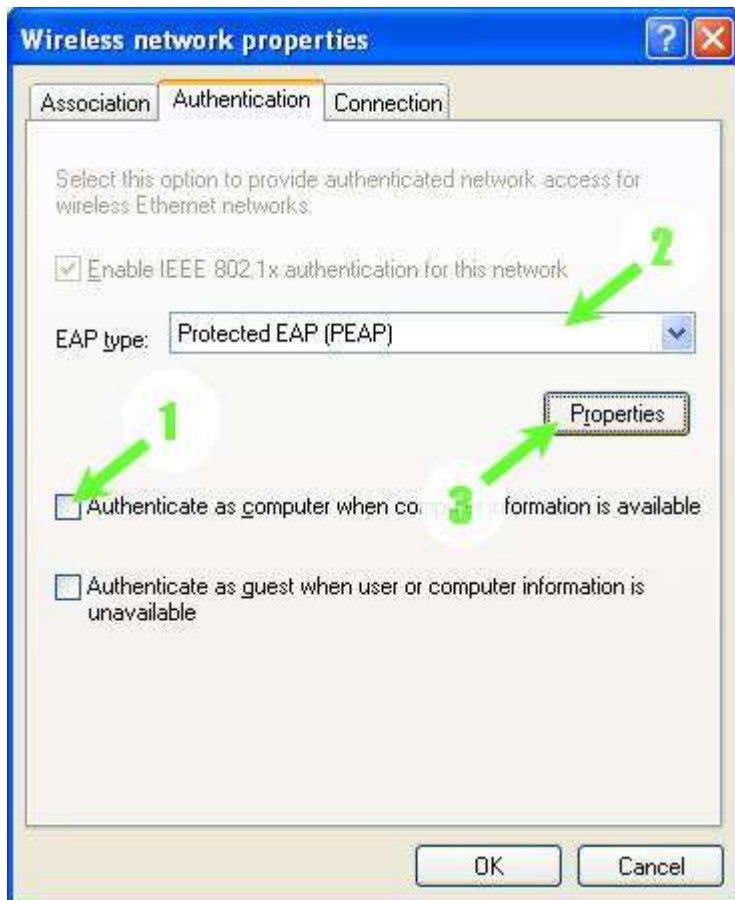 Wireless network properties
Association
Authentication
Connection
Select this option to provide authenticated network access for
wireless Ethernet networks.
Enable IEEE 802.1x authentication for this network
2
EAP type:
Protected EAP (PEAP)
Properties
1
3
Authenticate as computer when formation is available
Authenticate as guest when user or computer information is
unavailable
OK
Cancel